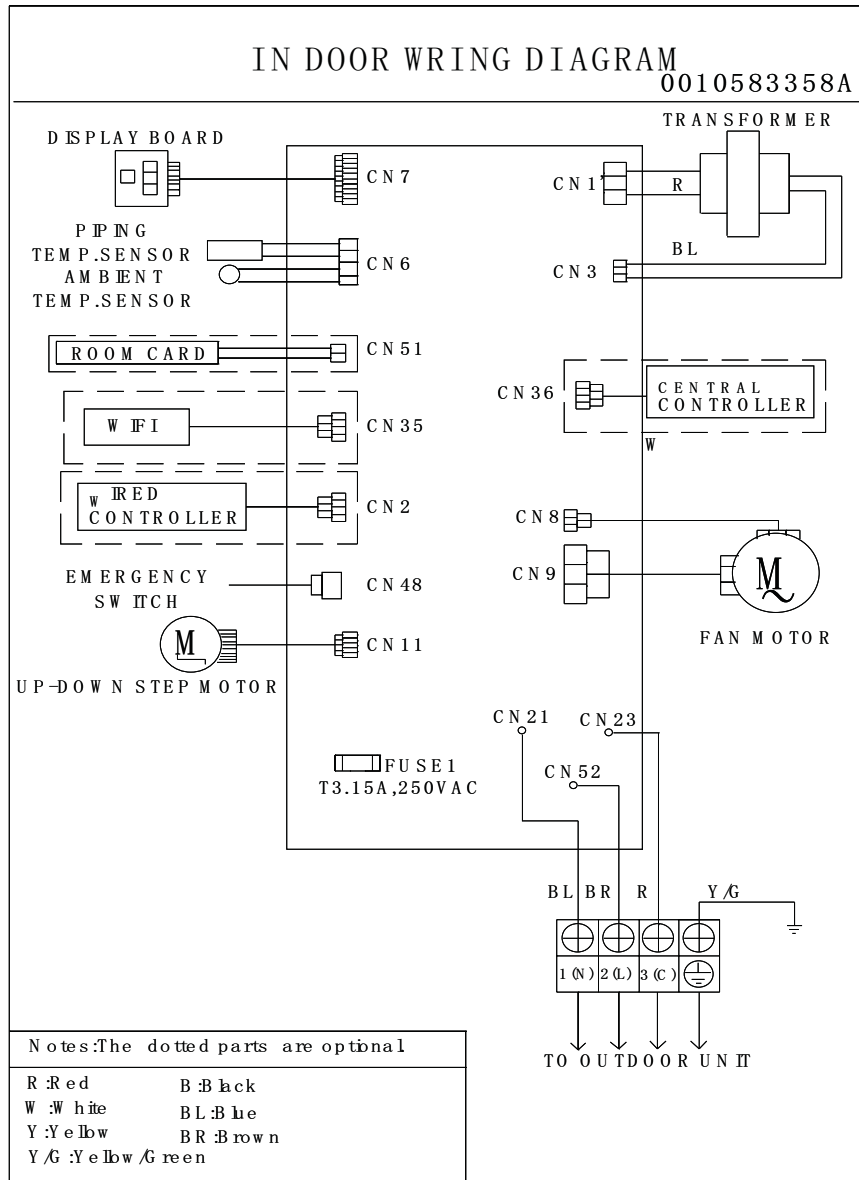 IN DOOR WRING DIAGRAM
0010583358A
DISPLAY BOARD
CN7
PIPING
TEMP.SENSOR
AMBIENT
TEMP.SENSOR
CN6
ROOM CARD
CN51
WIFI
CN35
WIRED
CONTROLLER
CN2
EMERGENCY
SWITCH
CN48
M
CN11
UP-DOWN STEP MOTOR
FUSE1
T3.15A,250VAC
TRANSFORMER
CN1'
R
BL
CN3
CN36
CENTRAL
CONTROLLER
W
CN8
CN9
M
FAN MOTOR
CN21
CN23
CN52
BL BR R Y/G
1(N) 2(L) 3(C)
TO OUTDOOR UNIT
Notes:The dotted parts are optional.
R:Red B:Black
W:White BL:Blue
Y:Yellow BR:Brown
Y/G:Yellow/Green